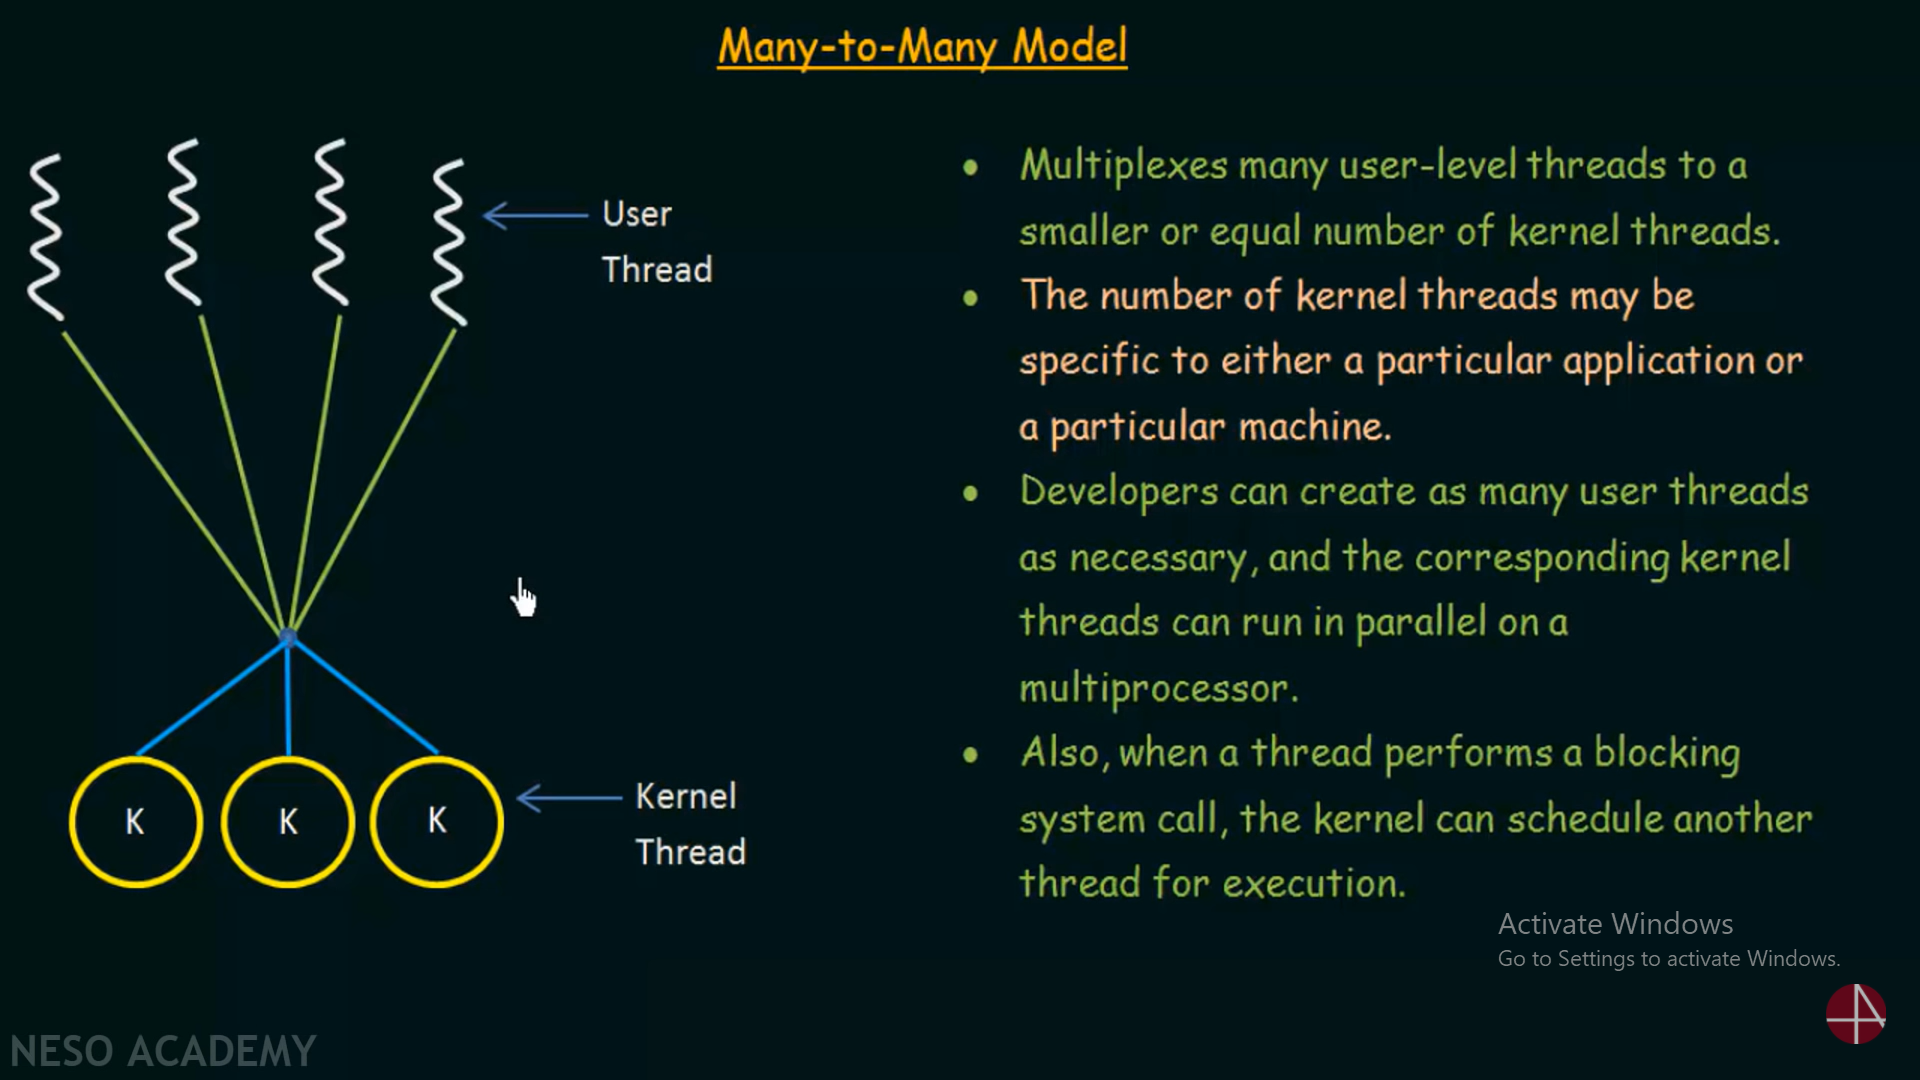 Many-to-Many Model
User
Thread
K
K
K
Kernel
Thread
• Multiplexes many user-level threads to a
smaller or equal number of kernel threads.
• The number of kernel threads may be
specific to either a particular application or
a particular machine.
• Developers can create as many user threads
as necessary, and the corresponding kernel
threads can run in parallel on a
multiprocessor.
• Also, when a thread performs a blocking
system call, the kernel can schedule another
thread for execution.
Activate Windows
Go to Settings to activate Windows.
NESO ACADEMY